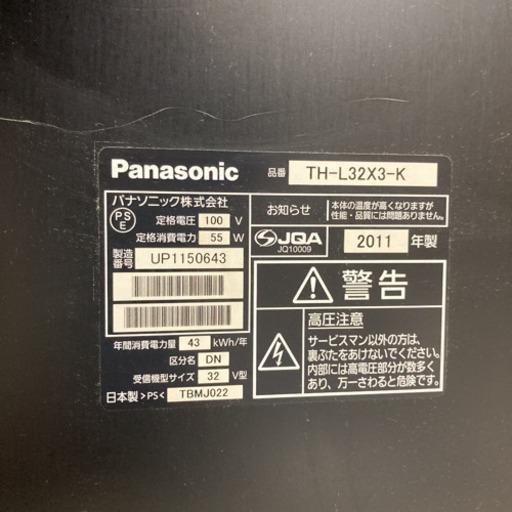 Panasonic
品番 TH-L32X3-K
パナソニック株式会社
PS E
定格電圧 100 V
定格消費電力 55 W
製造番号 UP1150643
年間消費電力量 43 kWh/年
区分名 DN
受信機型サイズ 32 V型
日本製 >PS< TBMJ022
お知らせ
本体の温度が高くなりますが
性能・品質には問題ありません。
JQA
JQ10009
2011 年製
警告
高圧注意
サービスマン以外の方は、
裏ぶたをあけないでください。
内部には高電圧部分が数多く
あり、万一さわると危険です。